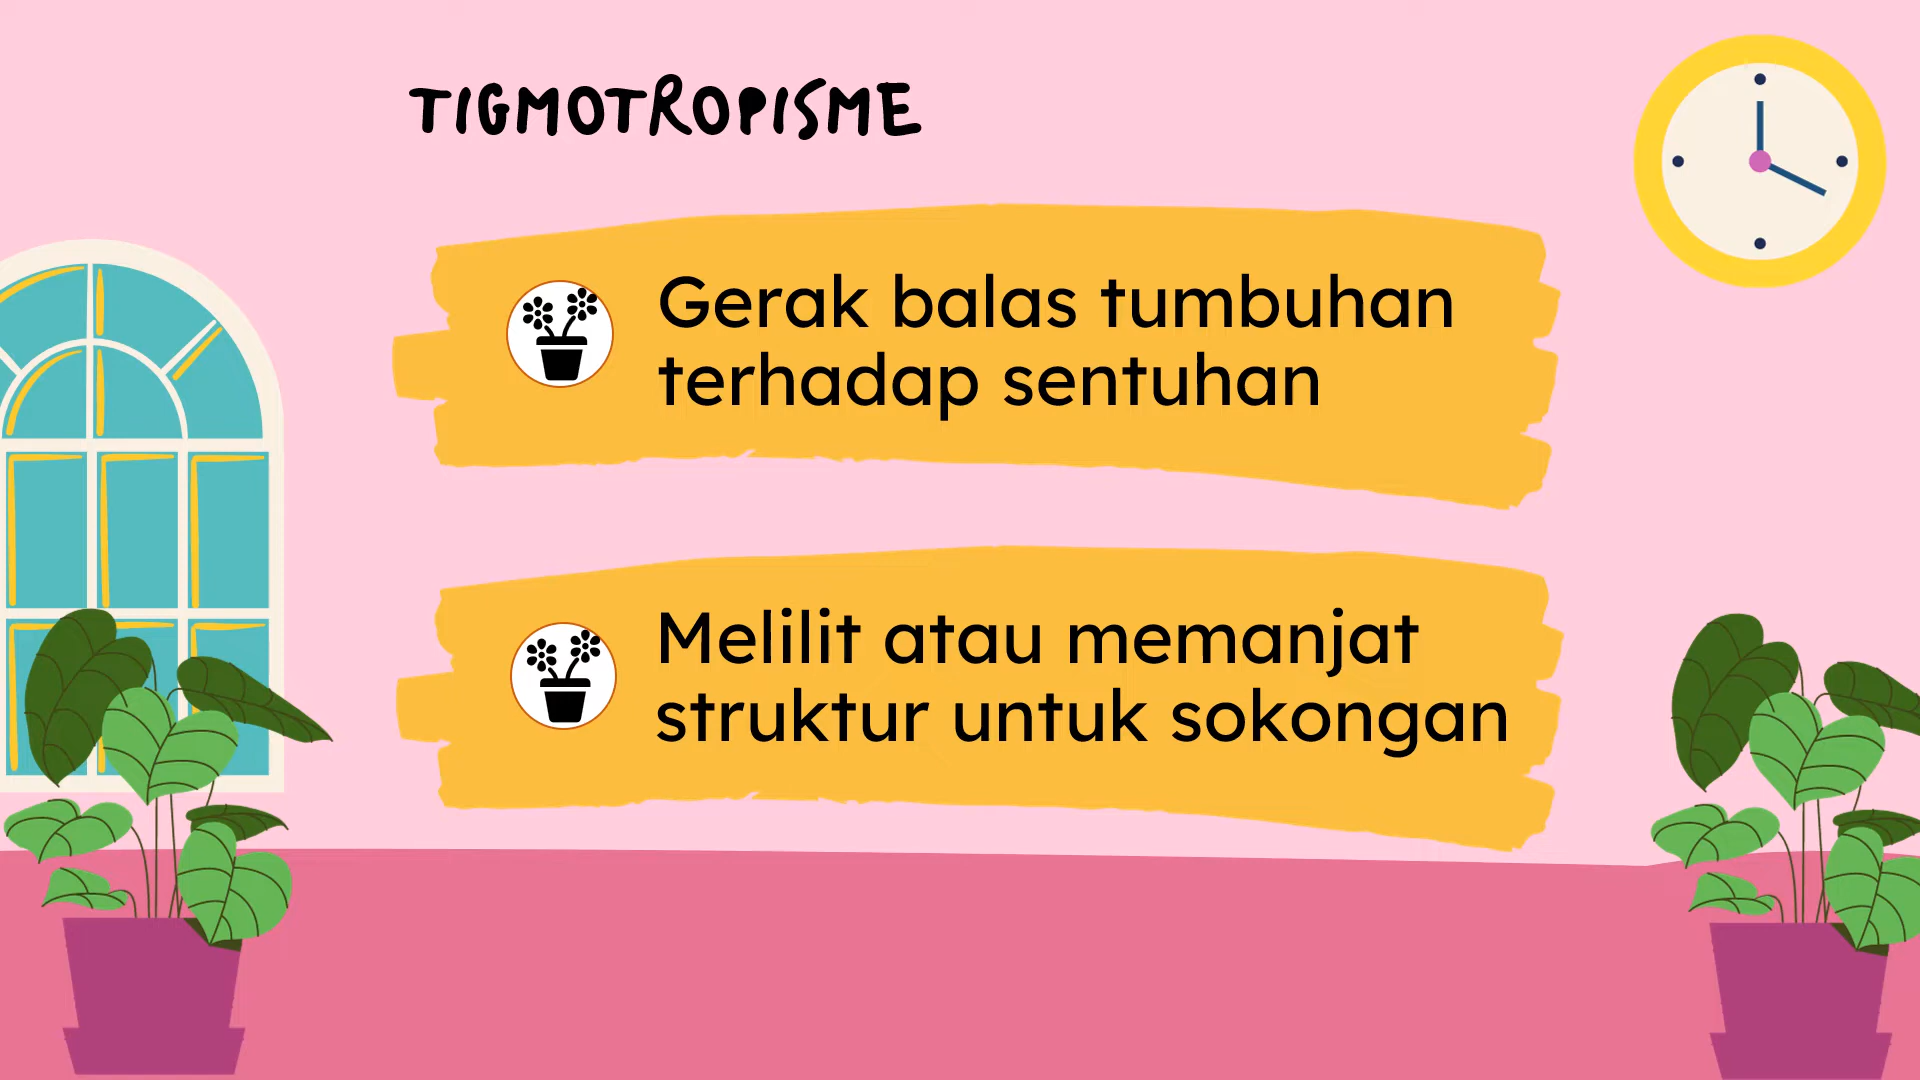 TIGMOTROPISME
Gerak balas tumbuhan
terhadap sentuhan
Melilit atau memanjat
struktur untuk sokongan